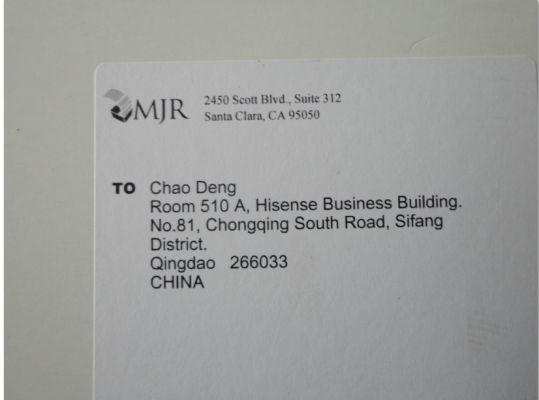 MJR
2450 Scott Blvd., Suite 312
Santa Clara, CA 95050
TO Chao Deng
Room 510 A, Hisense Business Building.
No.81, Chongqing South Road, Sifang
District.
Qingdao 266033
CHINA